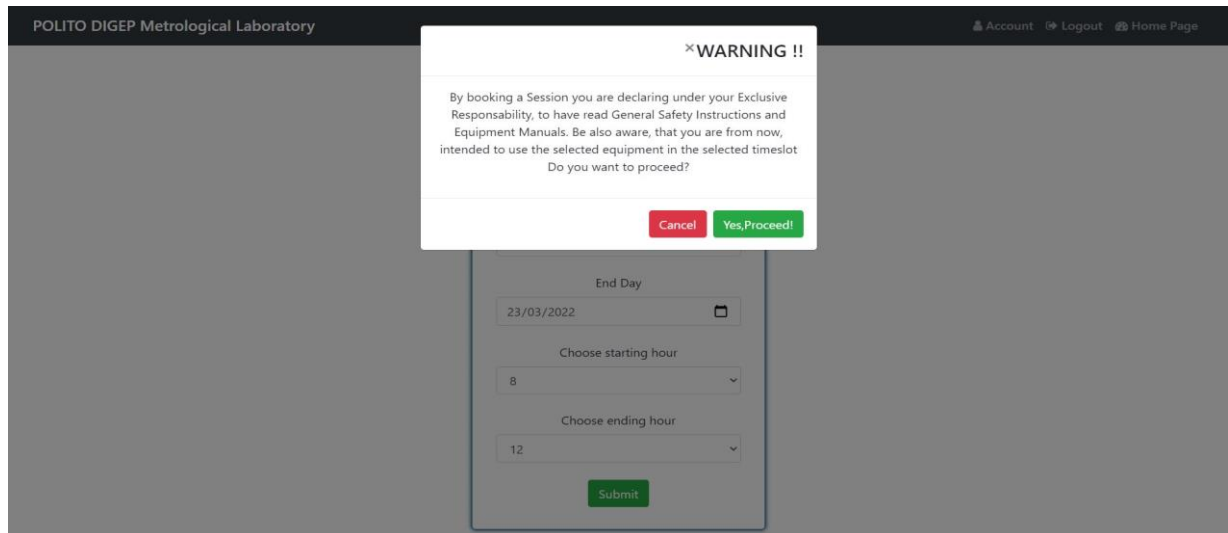 POLITO DIGEP Metrological Laboratory
Account Logout Home Page
×WARNING !!
By booking a Session you are declaring under your Exclusive
Responsability, to have read General Safety Instructions and
Equipment Manuals. Be also aware, that you are from now,
intended to use the selected equipment in the selected timeslot
Do you want to proceed?
Cancel Yes,Proceed!
End Day
23/03/2022
Choose starting hour
8
Choose ending hour
12
Submit